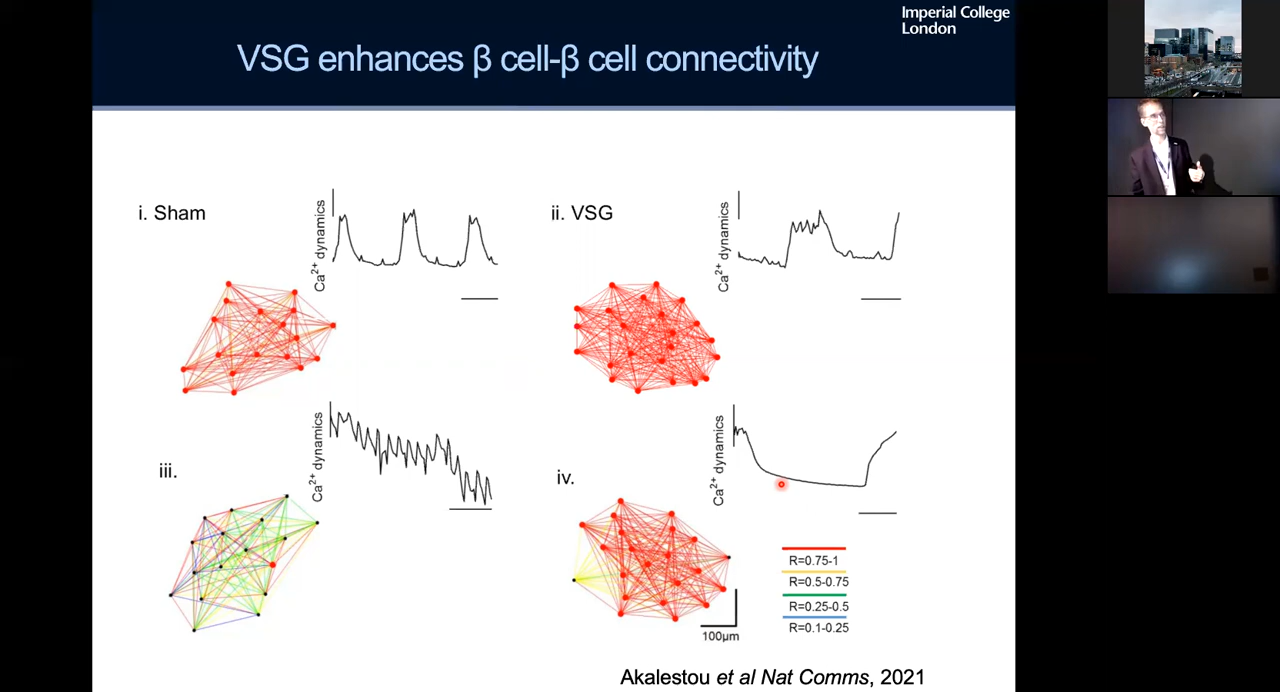 Imperial College
London
VSG enhances β cell-β cell connectivity
i. Sham
Ca²⁺ dynamics
ii. VSG
Ca²⁺ dynamics
iii.
Ca²⁺ dynamics
iv.
Ca²⁺ dynamics
R=0.75-1
R=0.5-0.75
R=0.25-0.5
R=0.1-0.25
100μm
Akalestou et al Nat Comms, 2021